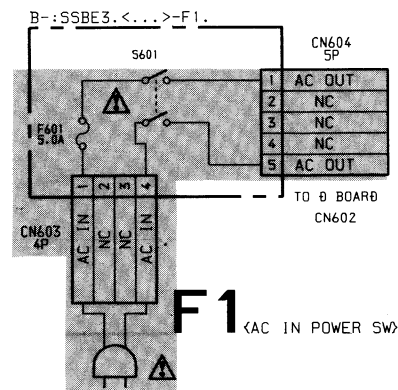 B-:SSBE3.<...>-F1.
CN604
5P
S601
1 AC OUT
2 NC
3 NC
4 NC
5 AC OUT
F601
5.0A
TO D BOARD
CN602
CN603
4P
1 2 3 4
AC IN
NC
NC
AC IN
F1
{AC IN POWER SW}